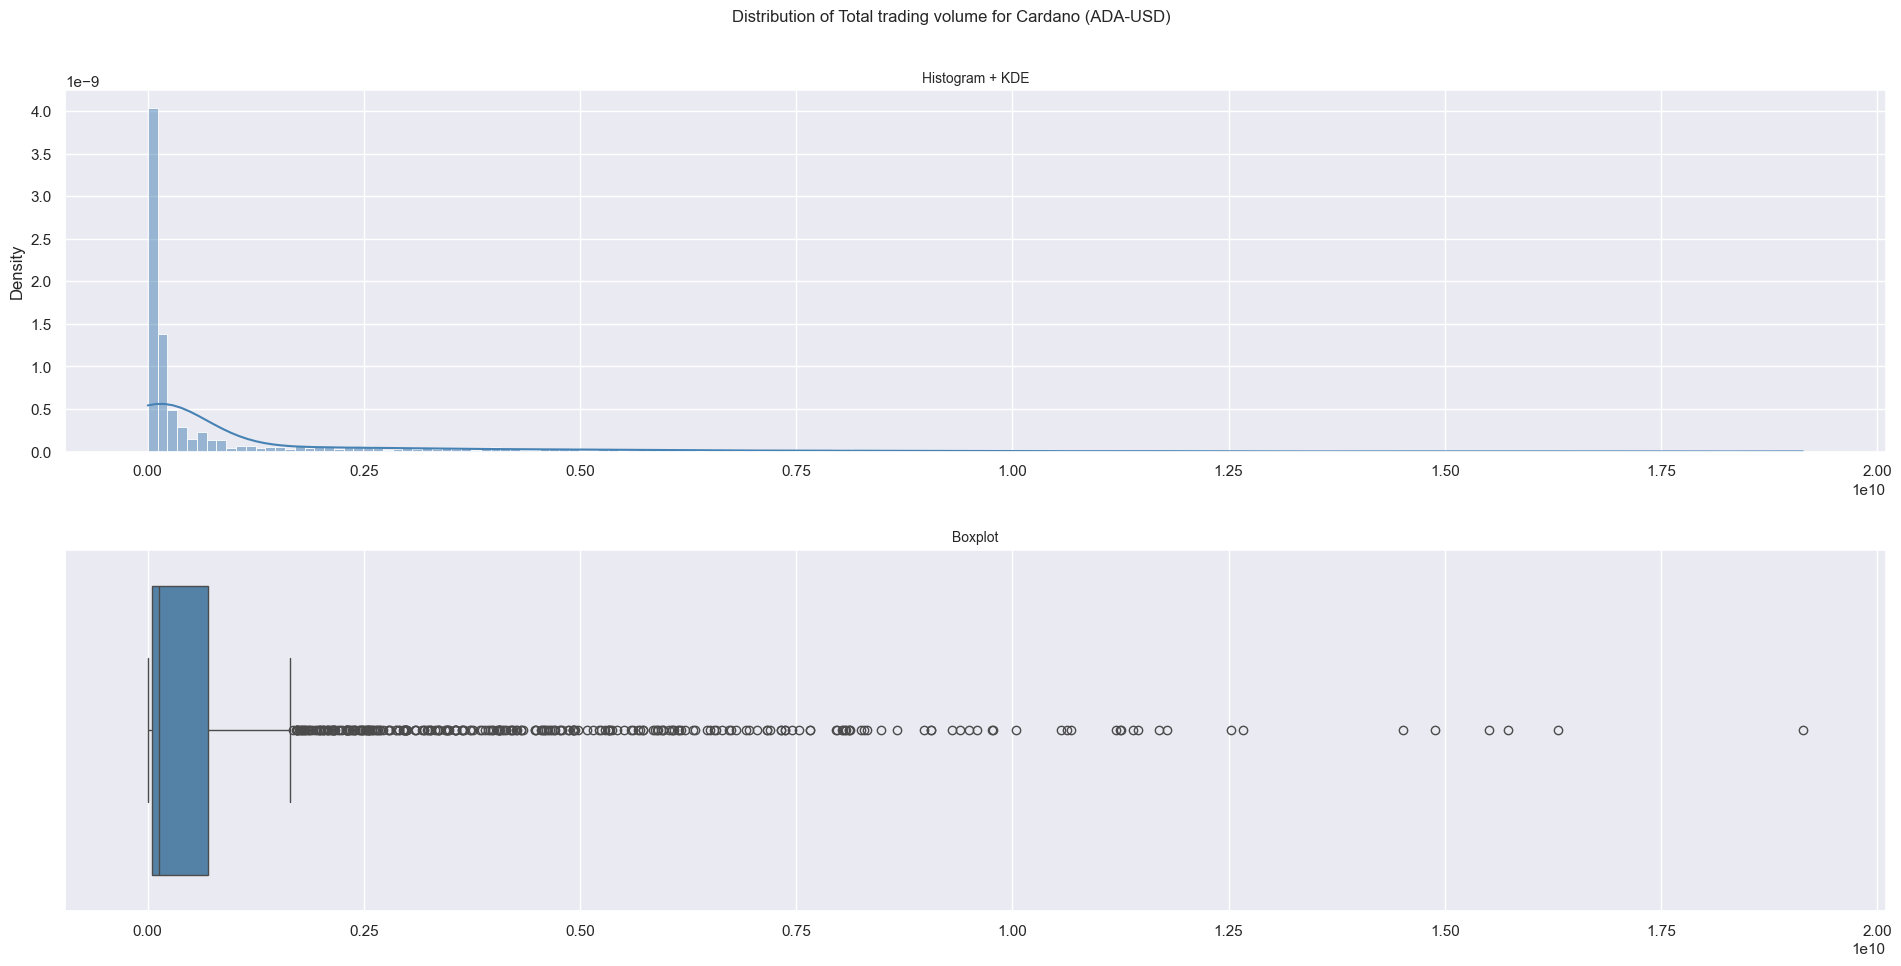 Distribution of Total trading volume for Cardano (ADA-USD)
Histogram + KDE
1e−9
4.0
3.5
3.0
2.5
2.0
1.5
1.0
0.5
0.0
Density
0.00 0.25 0.50 0.75 1.00 1.25 1.50 1.75 2.00
1e10
Boxplot
0.00 0.25 0.50 0.75 1.00 1.25 1.50 1.75 2.00
1e10